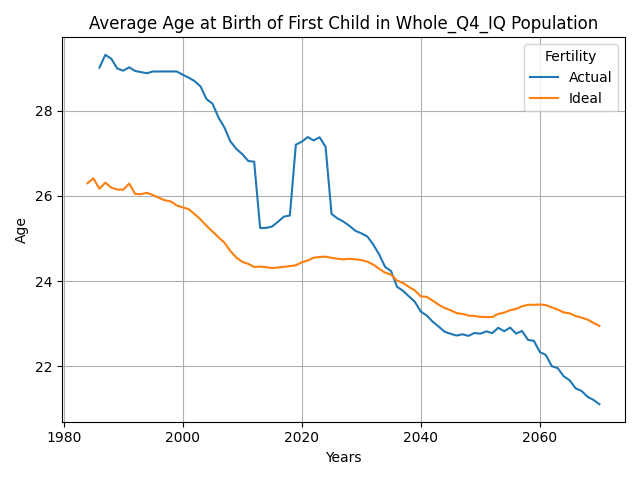 Average Age at Birth of First Child in Whole_Q4_IQ Population
Fertility
Actual
Ideal
Age
28
26
24
22
1980
2000
2020
2040
2060
Years